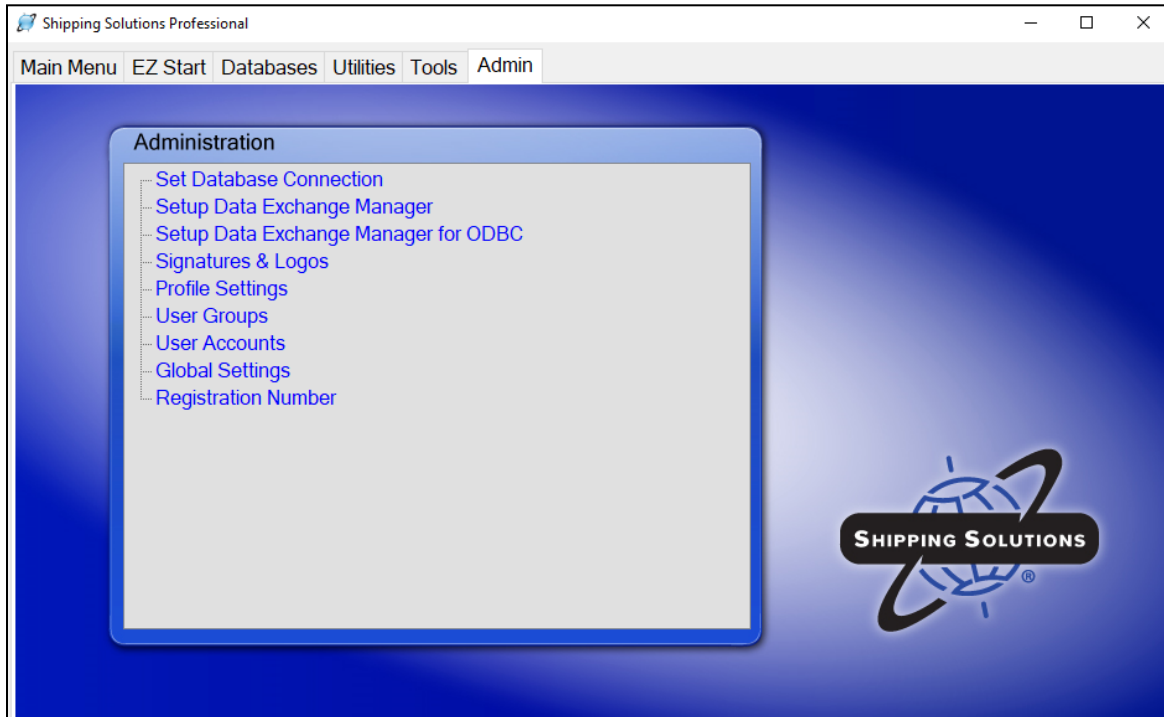 Shipping Solutions Professional
Main Menu EZ Start Databases Utilities Tools Admin
Administration
Set Database Connection
Setup Data Exchange Manager
Setup Data Exchange Manager for ODBC
Signatures & Logos
Profile Settings
User Groups
User Accounts
Global Settings
Registration Number
SHIPPING SOLUTIONS
®